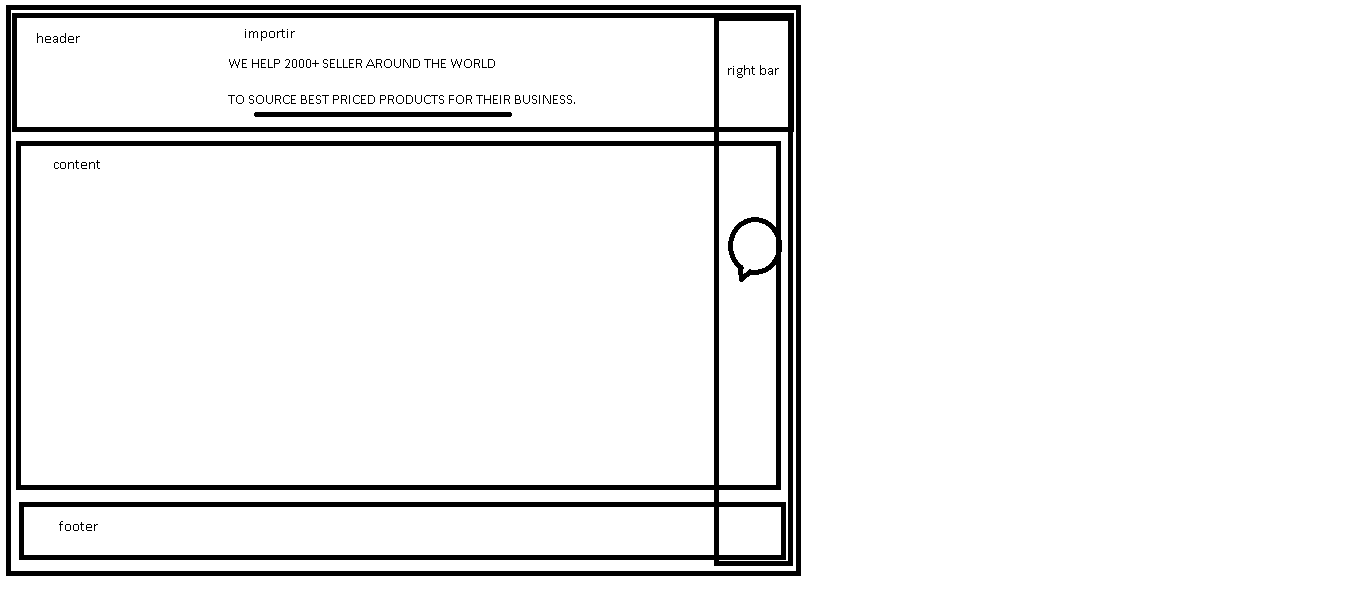 header
importir
WE HELP 2000+ SELLER AROUND THE WORLD
TO SOURCE BEST PRICED PRODUCTS FOR THEIR BUSINESS.
right bar
content
footer